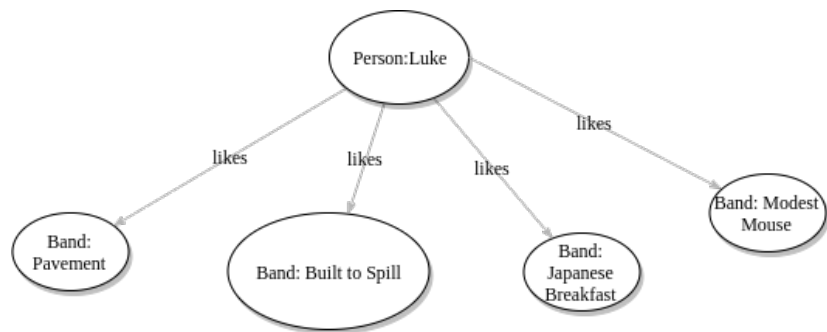 Person:Luke
likes
likes
likes
likes
Band:
Pavement
Band: Built to Spill
Band:
Japanese
Breakfast
Band: Modest
Mouse